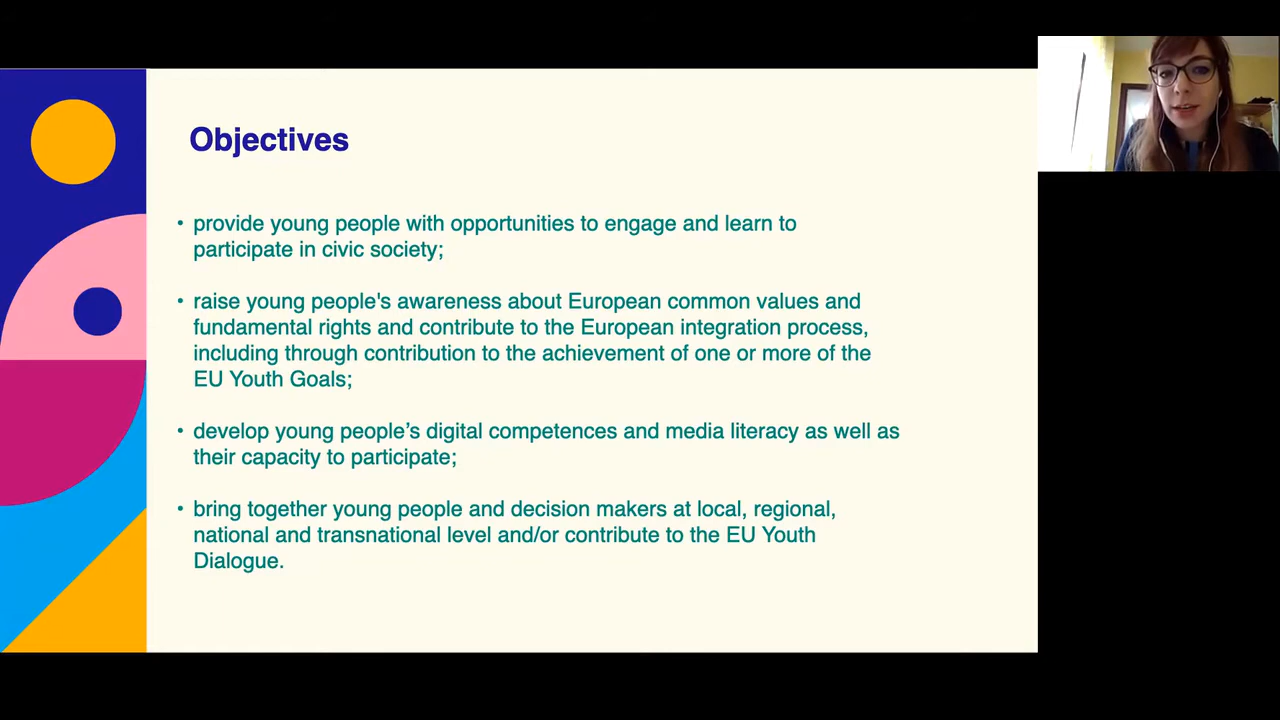 Objectives
• provide young people with opportunities to engage and learn to
participate in civic society;
• raise young people's awareness about European common values and
fundamental rights and contribute to the European integration process,
including through contribution to the achievement of one or more of the
EU Youth Goals;
• develop young people’s digital competences and media literacy as well as
their capacity to participate;
• bring together young people and decision makers at local, regional,
national and transnational level and/or contribute to the EU Youth
Dialogue.